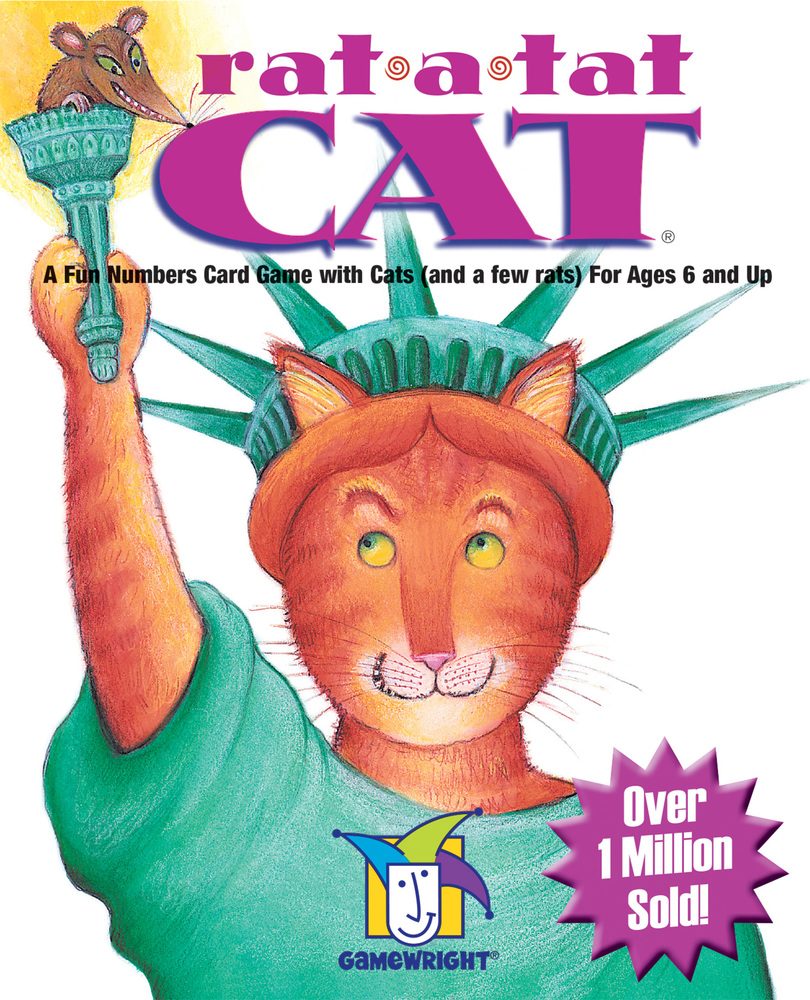 rat•a•tat
CAT®
A Fun Numbers Card Game with Cats (and a few rats) For Ages 6 and Up
Over
1 Million
Sold!
GAMEWRIGHT®